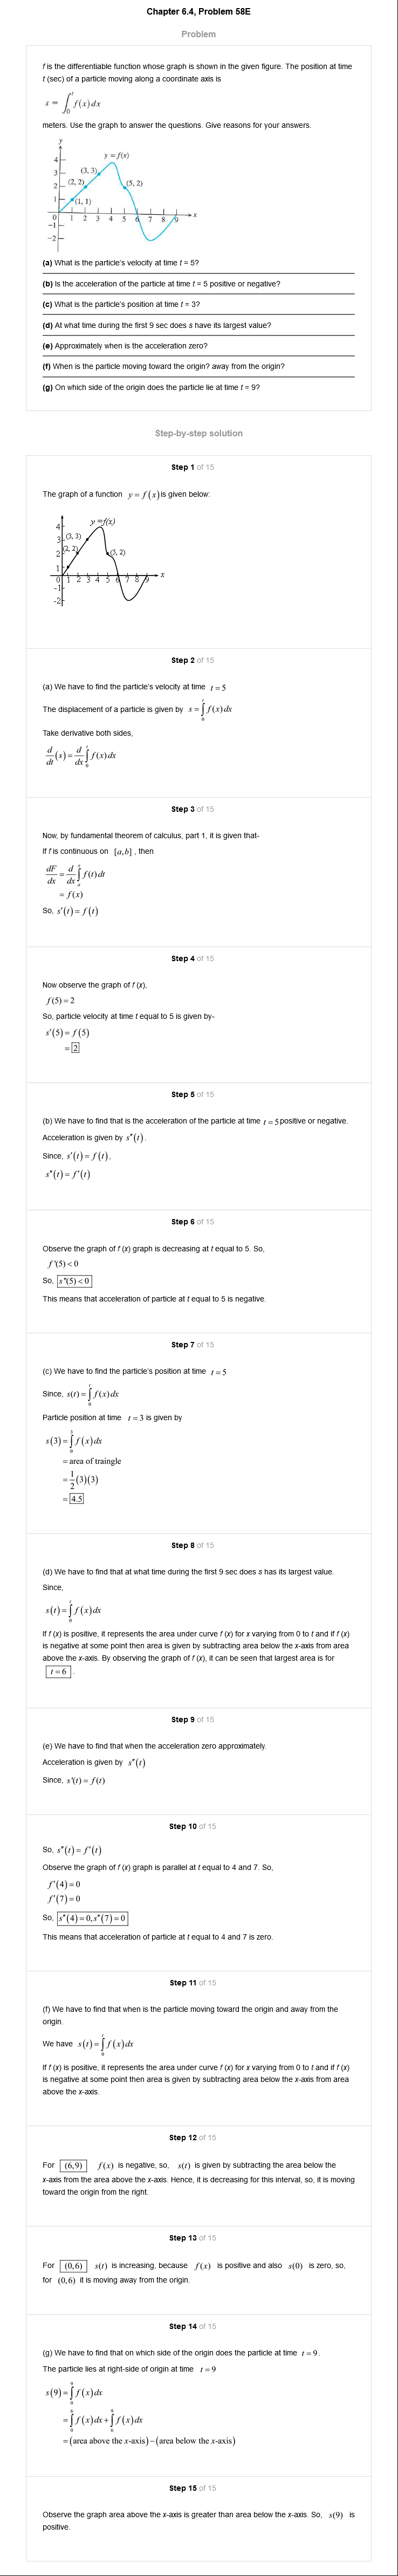 Chapter 6.4, Problem 58E
Problem
f is the differentiable function whose graph is shown in the given figure. The position at time
t (sec) of a particle moving along a coordinate axis is
s = ∫₀ᵗ f(x) dx
meters. Use the graph to answer the questions. Give reasons for your answers.
y
y = f(x)
4
(3, 3)
3
(2, 2)
2
(5, 2)
1
(1, 1)
0 1 2 3 4 5 6 7 8 9 x
−1
−2
(a) What is the particle's velocity at time t = 5?
(b) Is the acceleration of the particle at time t = 5 positive or negative?
(c) What is the particle's position at time t = 3?
(d) At what time during the first 9 sec does s have its largest value?
(e) Approximately when is the acceleration zero?
(f) When is the particle moving toward the origin? away from the origin?
(g) On which side of the origin does the particle lie at time t = 9?
Step-by-step solution
Step 1 of 15
The graph of a function y = f(x) is given below:
y =f(x)
4
3 (3, 3)
2 (2, 2)
(5, 2)
1
0 1 2 3 4 5 6 7 8 9 x
-1
-2
Step 2 of 15
(a) We have to find the particle's velocity at time t = 5
The displacement of a particle is given by s = ∫₀ᵗ f(x) dx
Take derivative both sides,
d/dt (s) = d/dx ∫₀ᵗ f(x) dx
Step 3 of 15
Now, by fundamental theorem of calculus, part 1, it is given that-
If f is continuous on [a,b] , then
dF/dx = d/dx ∫ₐˣ f(t) dt
= f(x)
So, s'(t) = f(t)
Step 4 of 15
Now observe the graph of f (x),
f(5) = 2
So, particle velocity at time t equal to 5 is given by-
s'(5) = f(5)
= 2
Step 5 of 15
(b) We have to find that is the acceleration of the particle at time t = 5 positive or negative.
Acceleration is given by s"(t).
Since, s'(t) = f(t),
s"(t) = f'(t)
Step 6 of 15
Observe the graph of f (x) graph is decreasing at t equal to 5. So,
f'(5) < 0
So, s"(5) < 0
This means that acceleration of particle at t equal to 5 is negative.
Step 7 of 15
(c) We have to find the particle's position at time t = 5
Since, s(t) = ∫₀ᵗ f(x) dx
Particle position at time t = 3 is given by
s(3) = ∫₀³ f(x) dx
= area of traingle
= 1/2 (3)(3)
= 4.5
Step 8 of 15
(d) We have to find that at what time during the first 9 sec does s has its largest value.
Since,
s(t) = ∫₀ᵗ f(x) dx
If f (x) is positive, it represents the area under curve f (x) for x varying from 0 to t and if f (x)
is negative at some point then area is given by subtracting area below the x-axis from area
above the x-axis. By observing the graph of f (x), it can be seen that largest area is for
t = 6 .
Step 9 of 15
(e) We have to find that when the acceleration zero approximately.
Acceleration is given by s"(t)
Since, s'(t) = f(t)
Step 10 of 15
So, s"(t) = f'(t)
Observe the graph of f (x) graph is parallel at t equal to 4 and 7. So,
f'(4) = 0
f'(7) = 0
So, s"(4) = 0, s"(7) = 0
This means that acceleration of particle at t equal to 4 and 7 is zero.
Step 11 of 15
(f) We have to find that when is the particle moving toward the origin and away from the
origin.
We have s(t) = ∫₀ᵗ f(x) dx
If f (x) is positive, it represents the area under curve f (x) for x varying from 0 to t and if f (x)
is negative at some point then area is given by subtracting area below the x-axis from area
above the x-axis.
Step 12 of 15
For (6,9) f(x) is negative, so, s(t) is given by subtracting the area below the
x-axis from the area above the x-axis. Hence, it is decreasing for this interval, so, it is moving
toward the origin from the right.
Step 13 of 15
For (0,6) s(t) is increasing, because f(x) is positive and also s(0) is zero, so,
for (0,6) it is moving away from the origin.
Step 14 of 15
(g) We have to find that on which side of the origin does the particle at time t = 9.
The particle lies at right-side of origin at time t = 9
s(9) = ∫₀⁹ f(x) dx
= ∫₀⁶ f(x) dx + ∫₆⁹ f(x) dx
= (area above the x-axis) − (area below the x-axis)
Step 15 of 15
Observe the graph area above the x-axis is greater than area below the x-axis. So, s(9) is
positive.